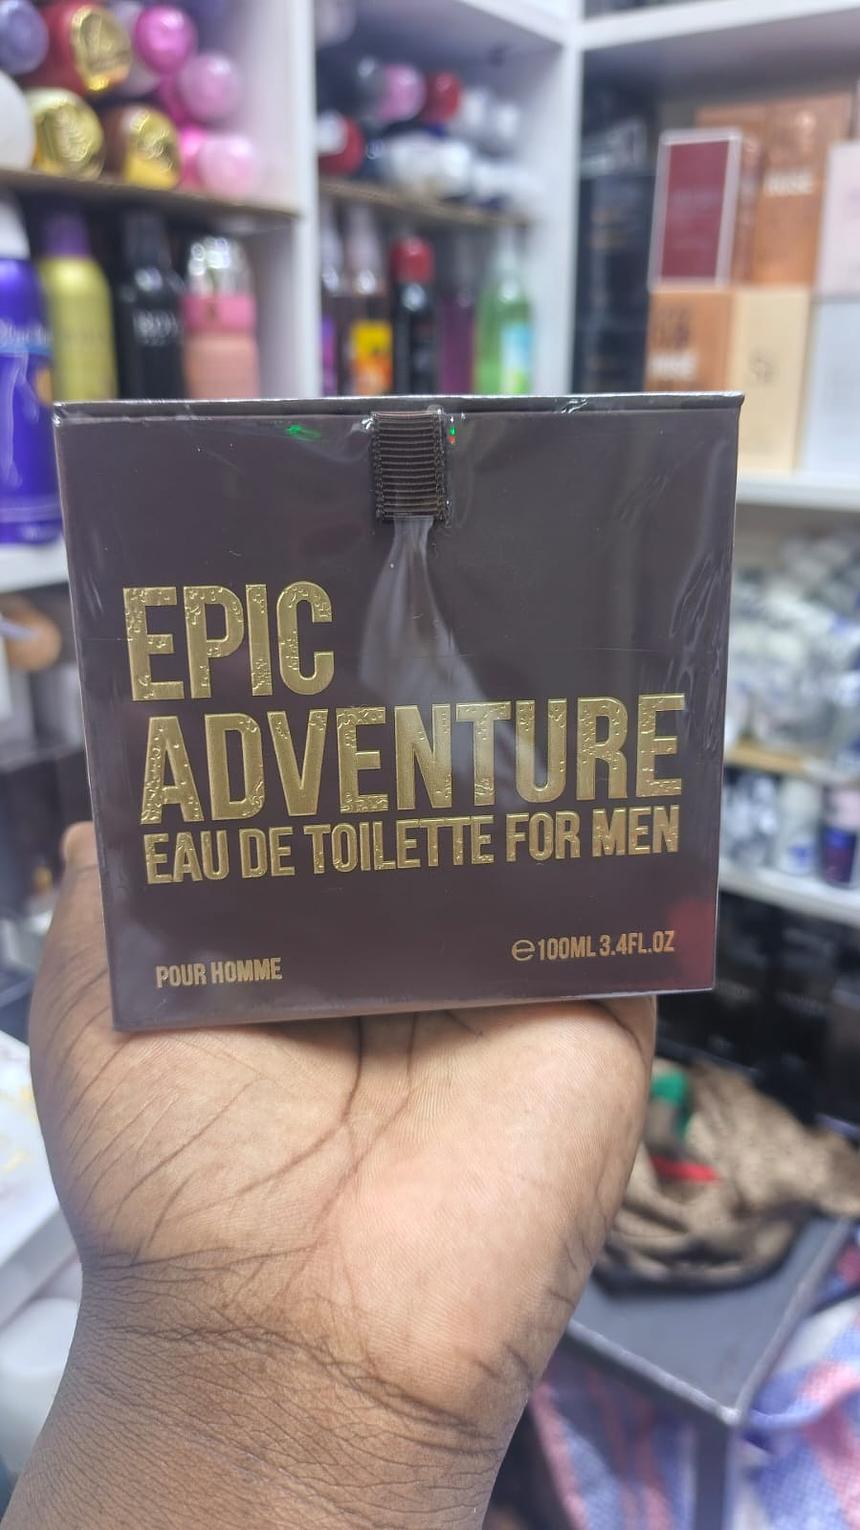 EPIC
ADVENTURE
EAU DE TOILETTE FOR MEN
POUR HOMME
℮100ML 3.4FL.OZ